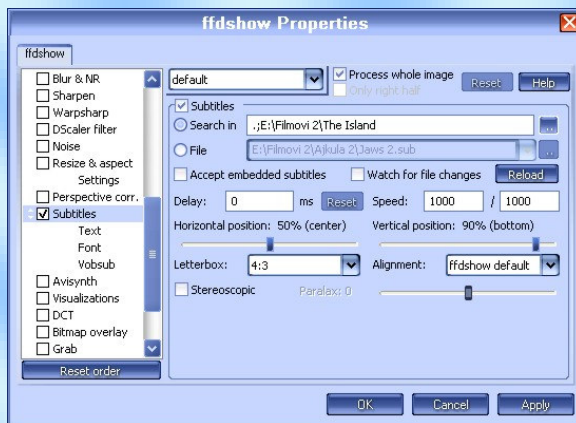 ffdshow Properties
ffdshow
Blur & NR
Sharpen
Warpsharp
DScaler filter
Noise
Resize & aspect
Settings
Perspective corr.
Subtitles
Text
Font
Vobsub
Avisynth
Visualizations
DCT
Bitmap overlay
Grab
Reset order
default
Process whole image
Only right half
Reset
Help
Subtitles
Search in .;E:\Filmovi 2\The Island ..
File E:\Filmovi 2\Ajkula 2\Jaws 2.sub ..
Accept embedded subtitles Watch for file changes Reload
Delay: 0 ms Reset Speed: 1000 / 1000
Horizontal position: 50% (center) Vertical position: 90% (bottom)
Letterbox: 4:3 Alignment: ffdshow default
Stereoscopic Paralax: 0
OK Cancel Apply